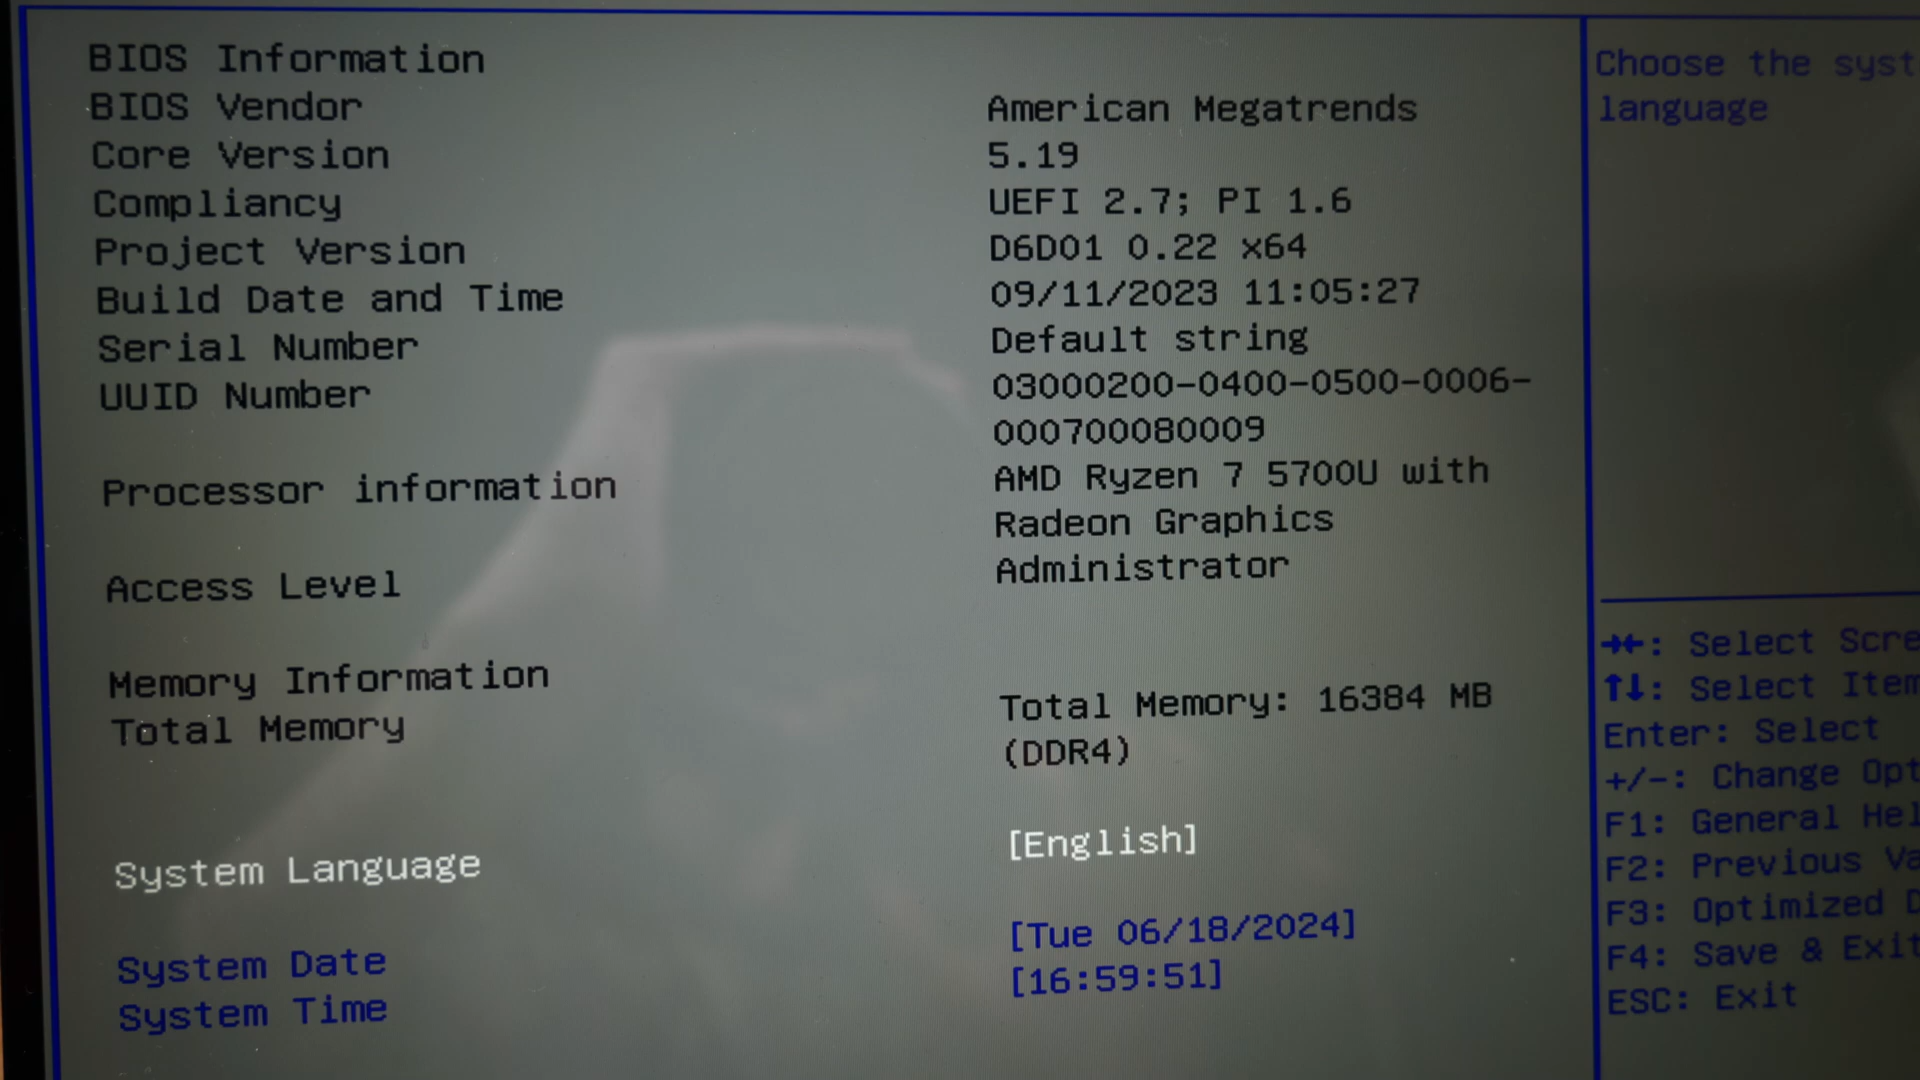 BIOS Information
BIOS Vendor American Megatrends
Core Version 5.19
Compliancy UEFI 2.7; PI 1.6
Project Version D6D01 0.22 x64
Build Date and Time 09/11/2023 11:05:27
Serial Number Default string
UUID Number 03000200-0400-0500-0006-
000700080009
Processor information AMD Ryzen 7 5700U with
Radeon Graphics
Access Level Administrator
Memory Information
Total Memory Total Memory: 16384 MB
(DDR4)
System Language [English]
System Date [Tue 06/18/2024]
System Time [16:59:51]
Choose the syst
language
→←: Select Scre
↑↓: Select Item
Enter: Select
+/-: Change Opt
F1: General Hel
F2: Previous Va
F3: Optimized D
F4: Save & Exit
ESC: Exit